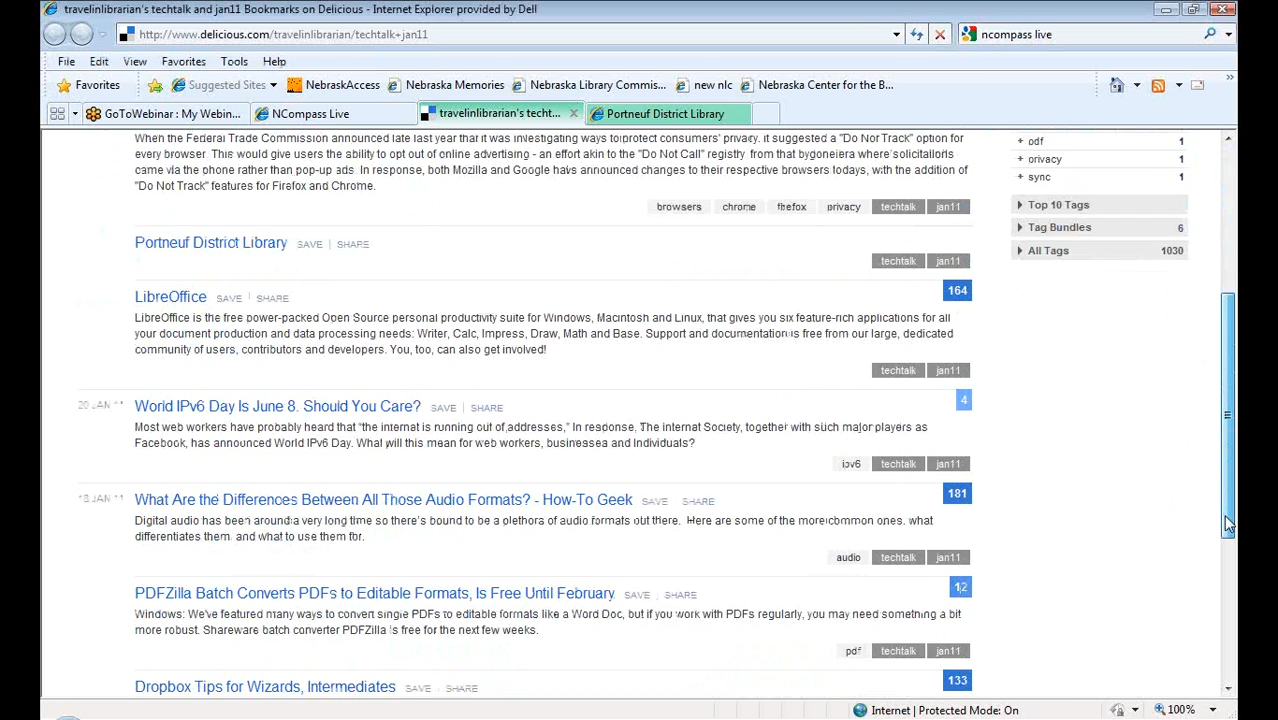 travelinlibrarian's techtalk and jan11 Bookmarks on Delicious - Internet Explorer provided by Dell
http://www.delicious.com/travelinlibrarian/techtalk+jan11
ncompass live
File Edit View Favorites Tools Help
Favorites Suggested Sites NebraskAccess Nebraska Memories Nebraska Library Commis... new nlc Nebraska Center for the B...
GoToWebinar : My Webin... NCompass Live travelinlibrarian's techt... Portneuf District Library
When the Federal Trade Commission announced late last year that it was investigating ways to protect consumers' privacy, it suggested a "Do Not Track" option for
every browser. This would give users the ability to opt out of online advertising - an effort akin to the "Do Not Call" registry from that bygone era where solicitations
came via the phone rather than pop-up ads. In response, both Mozilla and Google have announced changes to their respective browsers todays, with the addition of
"Do Not Track" features for Firefox and Chrome.
browsers chrome firefox privacy techtalk jan11
Portneuf District Library SAVE SHARE
techtalk jan11
LibreOffice SAVE SHARE 164
LibreOffice is the free power-packed Open Source personal productivity suite for Windows, Macintosh and Linux, that gives you six feature-rich applications for all
your document production and data processing needs: Writer, Calc, Impress, Draw, Math and Base. Support and documentation is free from our large, dedicated
community of users, contributors and developers. You, too, can also get involved!
techtalk jan11
20 JAN 11 World IPv6 Day Is June 8. Should You Care? SAVE SHARE 4
Most web workers have probably heard that "the internet is running out of addresses," In response, The internet Society, together with such major players as
Facebook, has announced World IPv6 Day. What will this mean for web workers, businesses and Individuals?
ipv6 techtalk jan11
18 JAN 11 What Are the Differences Between All Those Audio Formats? - How-To Geek SAVE SHARE 181
Digital audio has been around a very long time so there's bound to be a plethora of audio formats out there. Here are some of the more common ones, what
differentiates them, and what to use them for.
audio techtalk jan11
PDFZilla Batch Converts PDFs to Editable Formats, Is Free Until February SAVE SHARE 12
Windows: We've featured many ways to convert single PDFs to editable formats like a Word Doc, but if you work with PDFs regularly, you may need something a bit
more robust. Shareware batch converter PDFZilla is free for the next few weeks.
pdf techtalk jan11
Dropbox Tips for Wizards, Intermediates SAVE SHARE 133
+ pdf 1
+ privacy 1
+ sync 1
Top 10 Tags
Tag Bundles 6
All Tags 1030
Internet | Protected Mode: On 100%